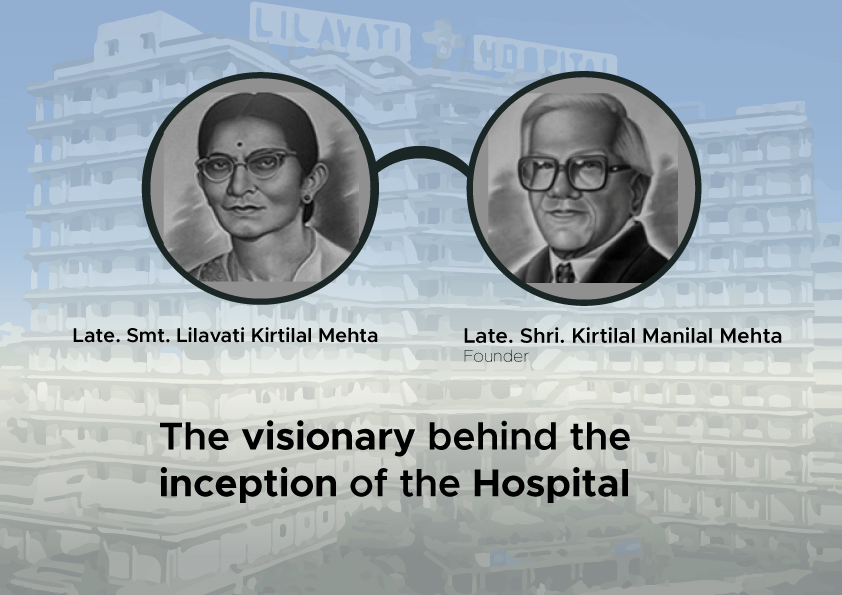 LILAVATI HOSPITAL
Late. Smt. Lilavati Kirtilal Mehta
Late. Shri. Kirtilal Manilal Mehta
Founder
The visionary behind the
inception of the Hospital